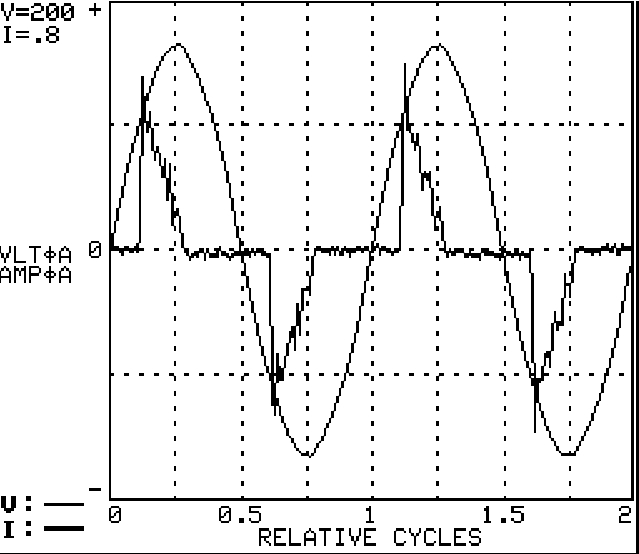 V=200 +
I=.8
VLTΦA 0
AMPΦA
-
V:
I:
0 0.5 1 1.5 2
RELATIVE CYCLES